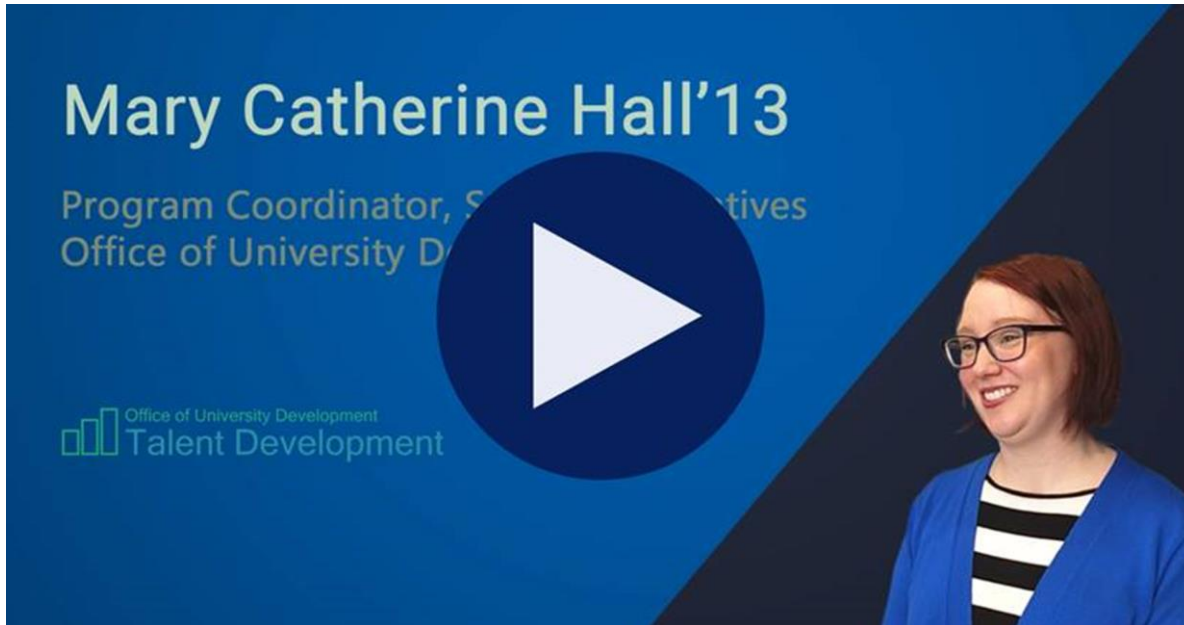 Mary Catherine Hall’13
Program Coordinator,
Office of University
Office of University Development
Talent Development